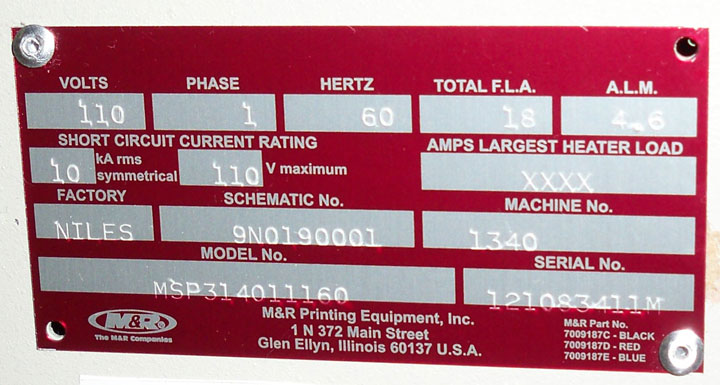 VOLTS PHASE HERTZ TOTAL F.L.A. A.L.M.
110 1 60 18 4.6
SHORT CIRCUIT CURRENT RATING AMPS LARGEST HEATER LOAD
10 kA rms symmetrical 110 V maximum XXXX
FACTORY SCHEMATIC No. MACHINE No.
NILES 9N0190001 1340
MODEL No. SERIAL No.
MSP314011160 121083411M
M&R
The M&R Companies
M&R Printing Equipment, Inc.
1 N 372 Main Street
Glen Ellyn, Illinois 60137 U.S.A.
M&R Part No.
7009187C - BLACK
7009187D - RED
7009187E - BLUE